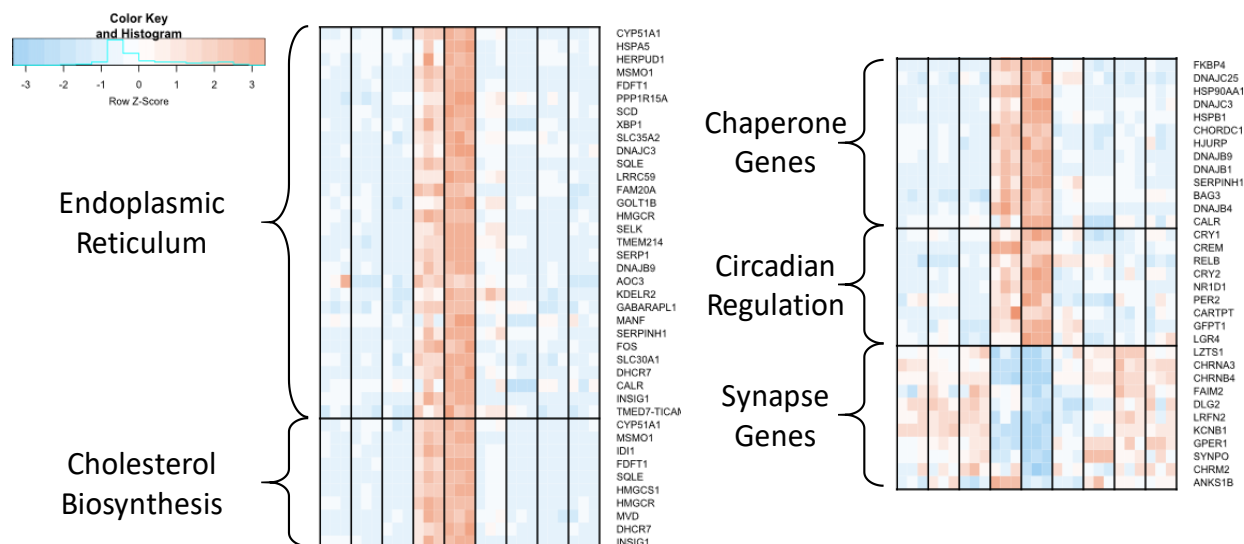 Color Key
and Histogram
-3 -2 -1 0 1 2 3
Row Z-Score
Endoplasmic
Reticulum
CYP51A1
HSPA5
HERPUD1
MSMO1
FDFT1
PPP1R15A
SCD
XBP1
SLC35A2
DNAJC3
SQLE
LRRC59
FAM20A
GOLT1B
HMGCR
SELK
TMEM214
SERP1
DNAJB9
AOC3
KDELR2
GABARAPL1
MANF
SERPINH1
FOS
SLC30A1
DHCR7
CALR
INSIG1
TMED7-TICAM
Cholesterol
Biosynthesis
CYP51A1
MSMO1
IDI1
FDFT1
SQLE
HMGCS1
HMGCR
MVD
DHCR7
INSIG1
Chaperone
Genes
FKBP4
DNAJC25
HSP90AA1
DNAJC3
HSPB1
CHORDC1
HJURP
DNAJB9
DNAJB1
SERPINH1
BAG3
DNAJB4
CALR
Circadian
Regulation
CRY1
CREM
RELB
CRY2
NR1D1
PER2
CARTPT
GFPT1
LGR4
Synapse
Genes
LZTS1
CHRNA3
CHRNB4
FAIM2
DLG2
LRFN2
KCNB1
GPER1
SYNPO
CHRM2
ANKS1B